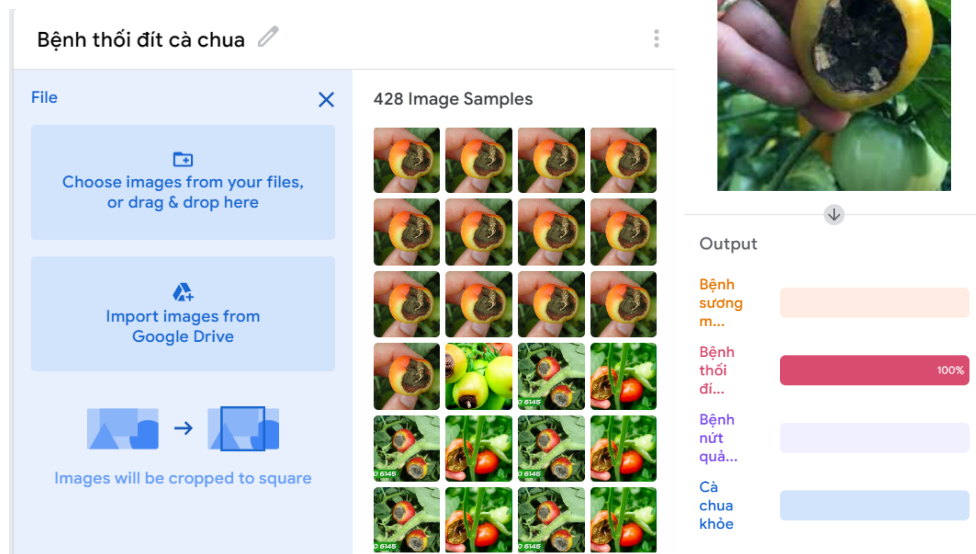 Bệnh thối đít cà chua
File
Choose images from your files,
or drag & drop here
Import images from
Google Drive
Images will be cropped to square
428 Image Samples
Output
Bệnh
sương
m...
Bệnh
thối
đí...
100%
Bệnh
nứt
quả...
Cà
chua
khỏe